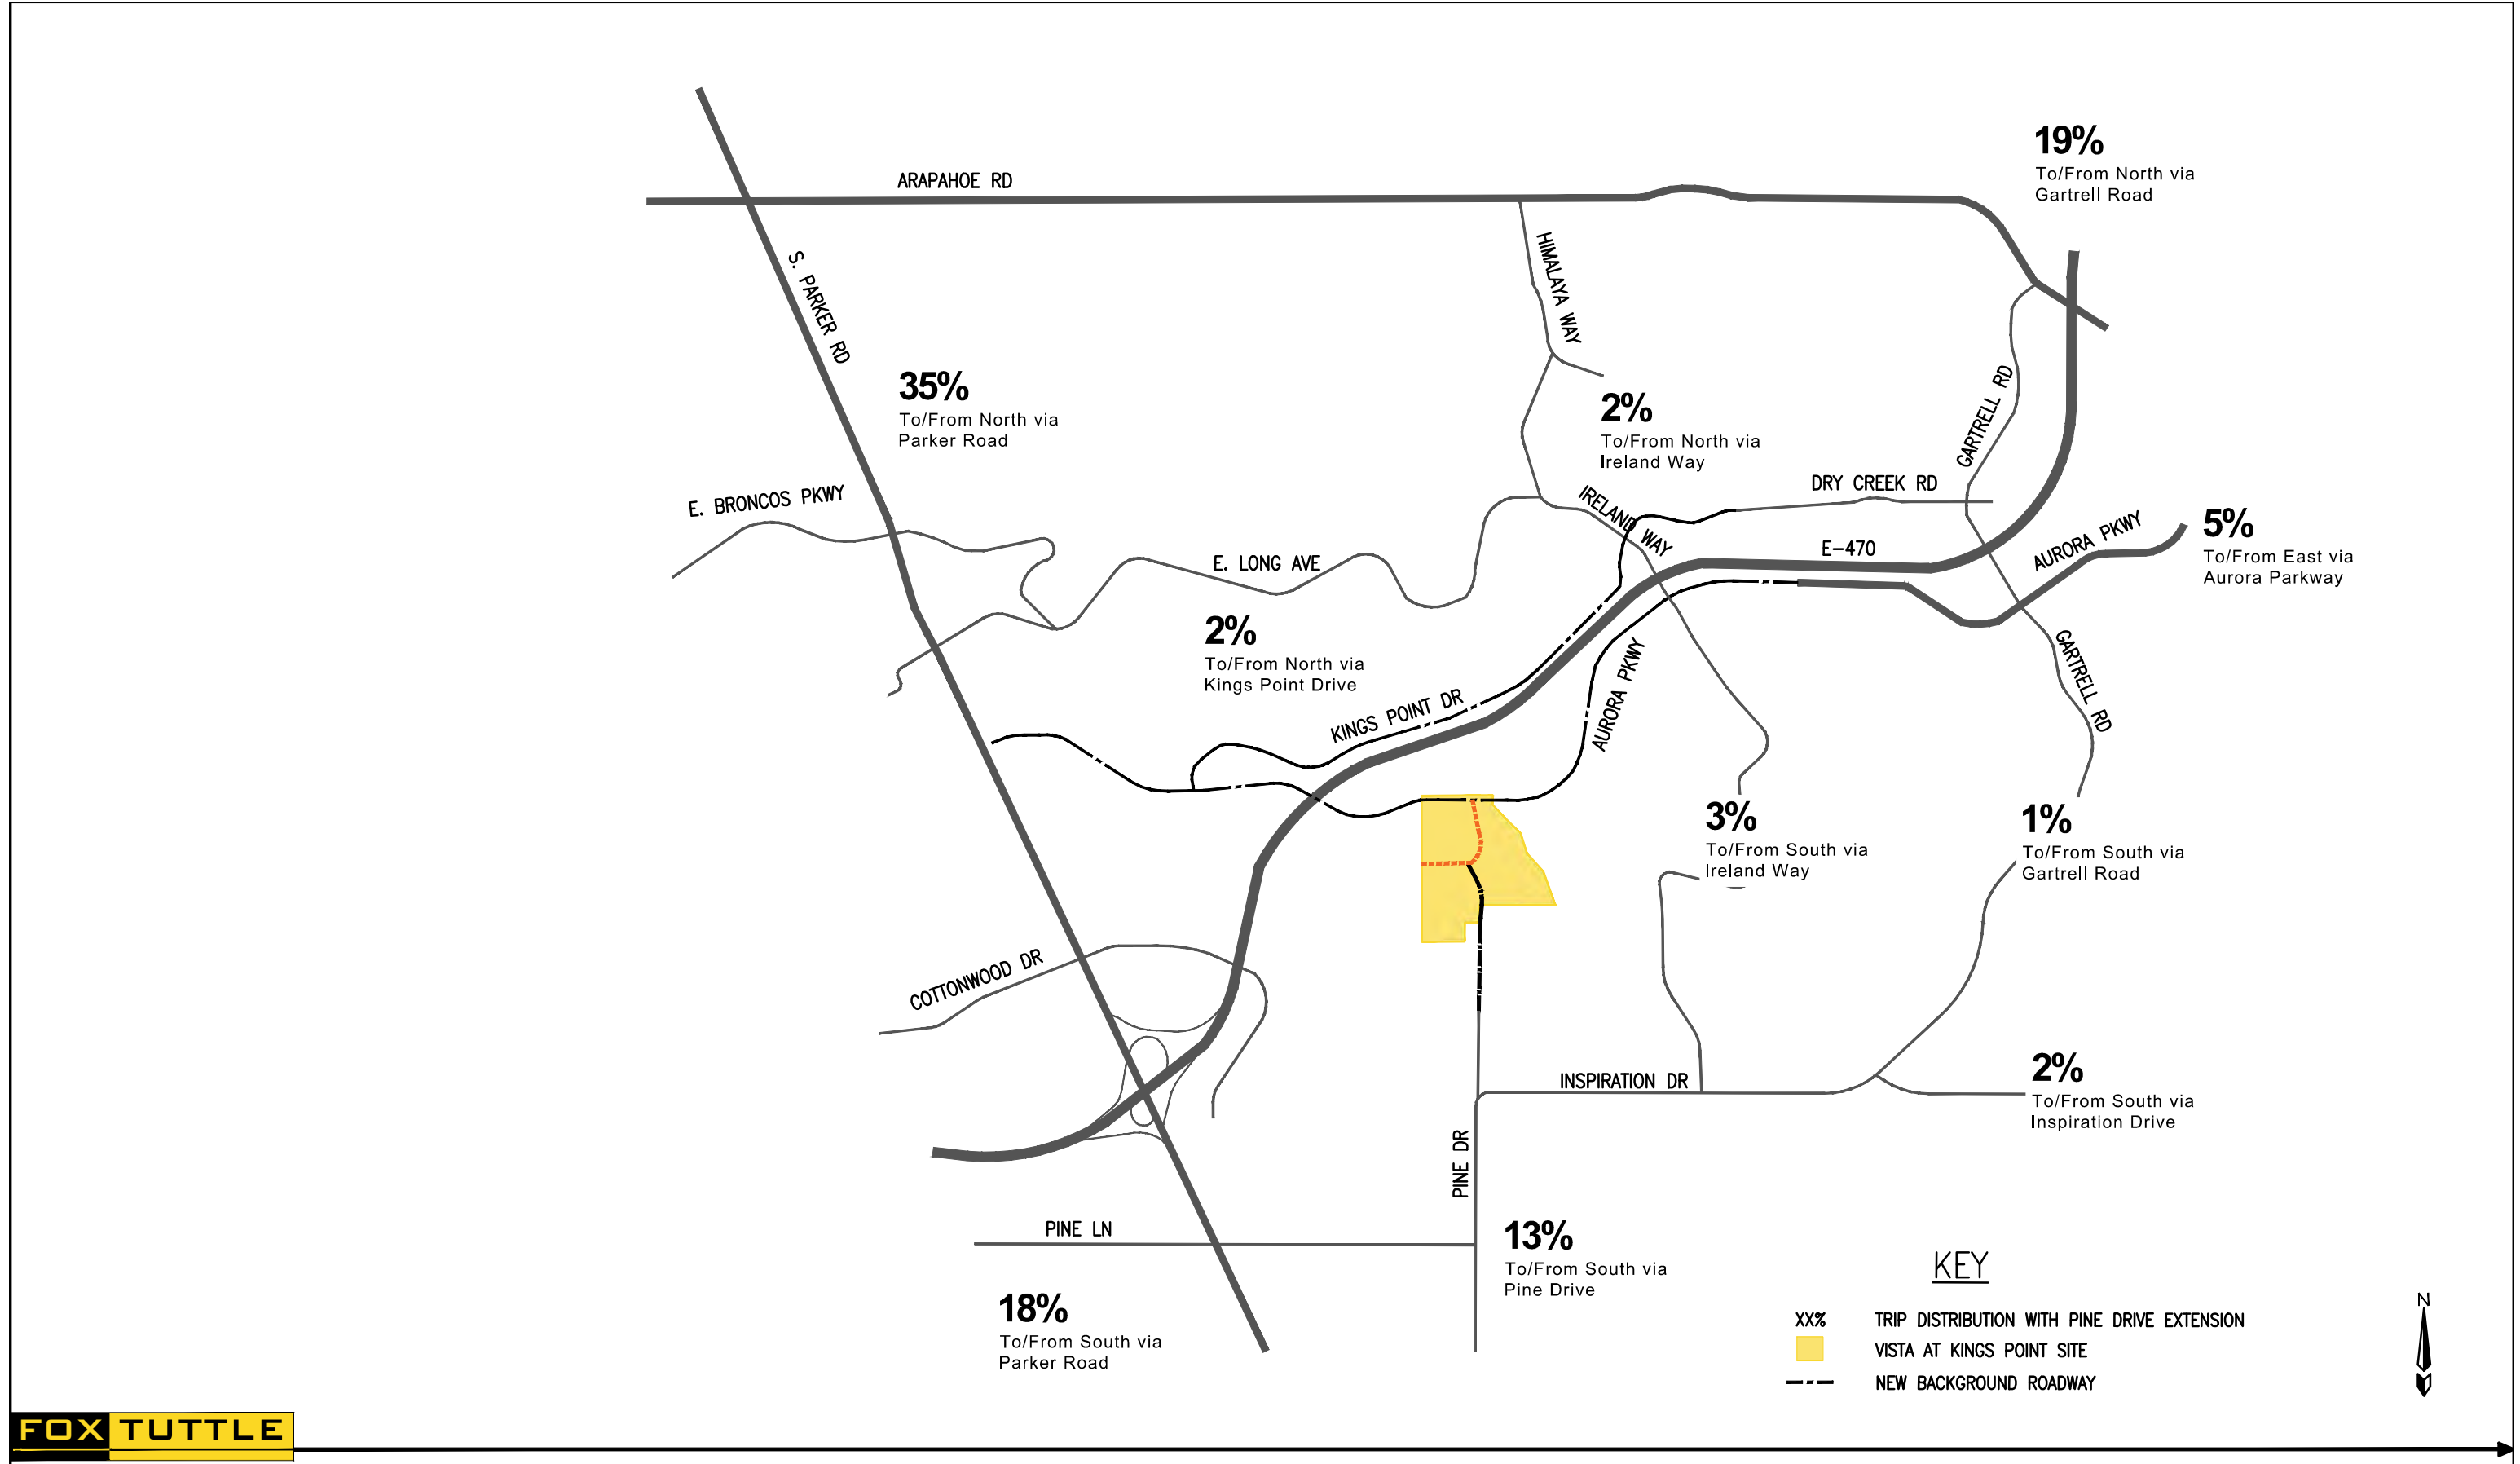 19%
To/From North via
Gartrell Road
ARAPAHOE RD
HIMALAYA WAY
S. PARKER RD
35%
To/From North via
Parker Road
2%
To/From North via
Ireland Way
GARTRELL RD
E. BRONCOS PKWY
DRY CREEK RD
IRELAND WAY
AURORA PKWY
5%
To/From East via
Aurora Parkway
E-470
E. LONG AVE
2%
To/From North via
Kings Point Drive
KINGS POINT DR
AURORA PKWY
GARTRELL RD
3%
To/From South via
Ireland Way
1%
To/From South via
Gartrell Road
COTTONWOOD DR
INSPIRATION DR
2%
To/From South via
Inspiration Drive
PINE DR
PINE LN
13%
To/From South via
Pine Drive
18%
To/From South via
Parker Road
KEY
XX% TRIP DISTRIBUTION WITH PINE DRIVE EXTENSION
VISTA AT KINGS POINT SITE
NEW BACKGROUND ROADWAY
N
FOX TUTTLE